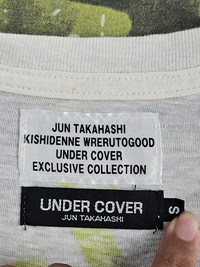 JUN TAKAHASHI
KISHIDENNE WRERUTOGOOD
UNDER COVER
EXCLUSIVE COLLECTION
UNDER COVER
JUN TAKAHASHI
S